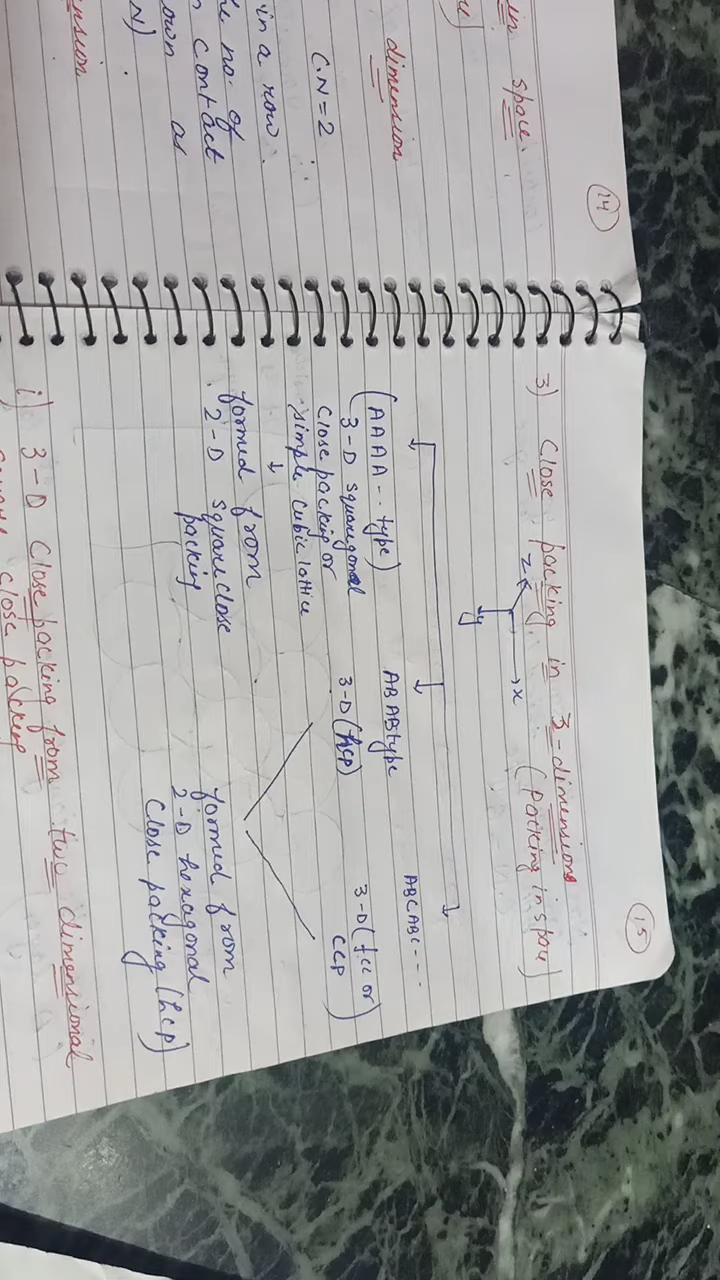 14
in space.
dimension
C.N = 2
in a row.
no. of
contact
as
N)
15
3) Close packing in 3-dimensions
(Packing in space)
x
y
z
(AAAA... type)
3-D squaregonal
close packing or
simple cubic lattice
↓
formed from
2-D square close
packing
ABAB type
3-D (hcp)
ABCABC....
3-D (fcc or)
ccp
formed from
2-D hexagonal
close packing (hcp)
i) 3-D close packing from two dimensional
close packing